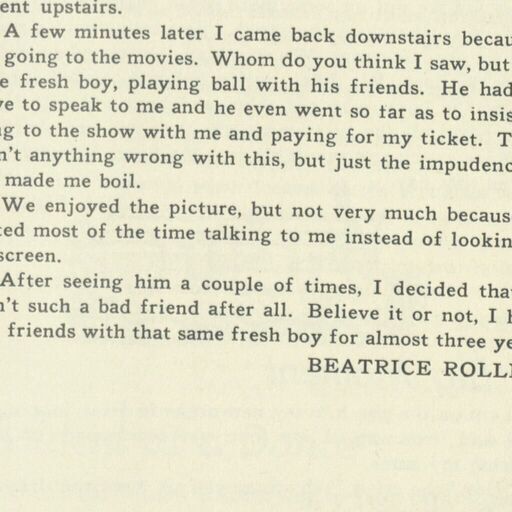 ent upstairs.
A few minutes later I came back downstairs becau
going to the movies. Whom do you think I saw, but
e fresh boy, playing ball with his friends. He had
ve to speak to me and he even went so far as to insis
g to the show with me and paying for my ticket. T
n't anything wrong with this, but just the impudenc
made me boil.
We enjoyed the picture, but not very much becaus
ted most of the time talking to me instead of lookin
screen.
After seeing him a couple of times, I decided tha
n't such a bad friend after all. Believe it or not, I h
friends with that same fresh boy for almost three ye
BEATRICE ROLL